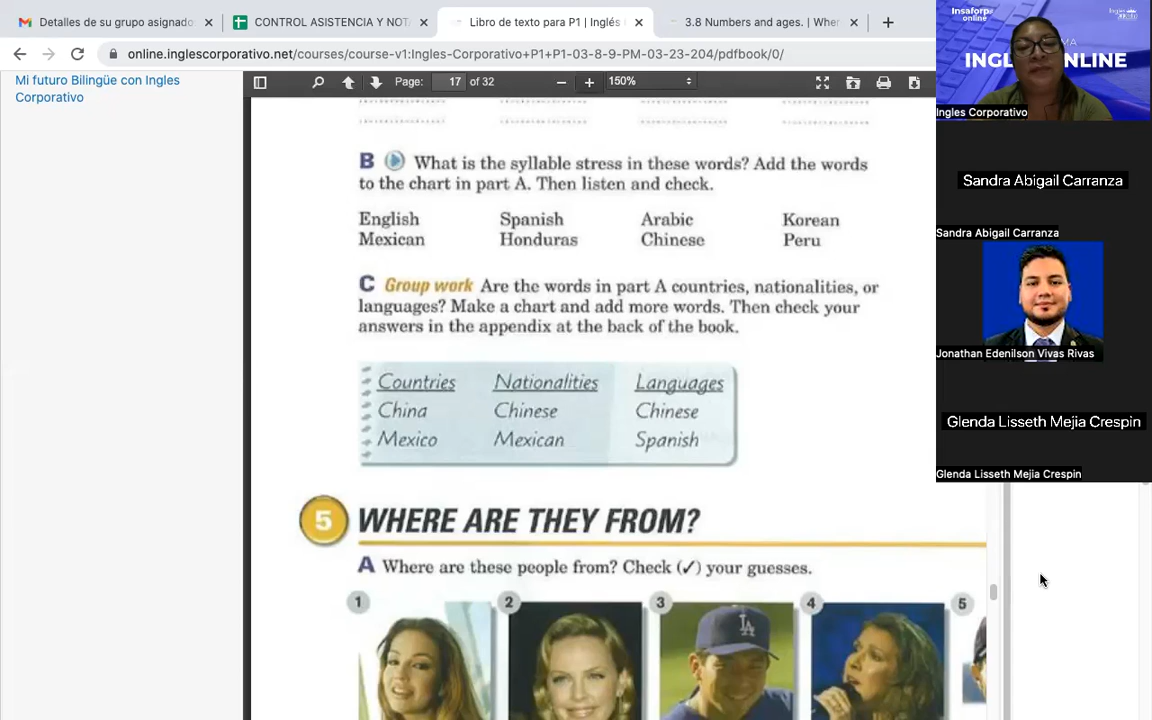 Detalles de su grupo asignado
CONTROL ASISTENCIA Y NOT
Libro de texto para P1 | Inglés
3.8 Numbers and ages. | Wher
online.inglescorporativo.net/courses/course-v1:Ingles-Corporativo+P1+P1-03-8-9-PM-03-23-204/pdfbook/0/
Mi futuro Bilingüe con Ingles
Corporativo
Page: 17 of 32
150%
B What is the syllable stress in these words? Add the words
to the chart in part A. Then listen and check.
English Spanish Arabic Korean
Mexican Honduras Chinese Peru
C Group work Are the words in part A countries, nationalities, or
languages? Make a chart and add more words. Then check your
answers in the appendix at the back of the book.
Countries Nationalities Languages
China Chinese Chinese
Mexico Mexican Spanish
5 WHERE ARE THEY FROM?
A Where are these people from? Check (✓) your guesses.
1 2 3 4 5
LA
Insaforp
online
Ingles Corporativo
Sandra Abigail Carranza
Sandra Abigail Carranza
Jonathan Edenilson Vivas Rivas
Glenda Lisseth Mejia Crespin
Glenda Lisseth Mejia Crespin